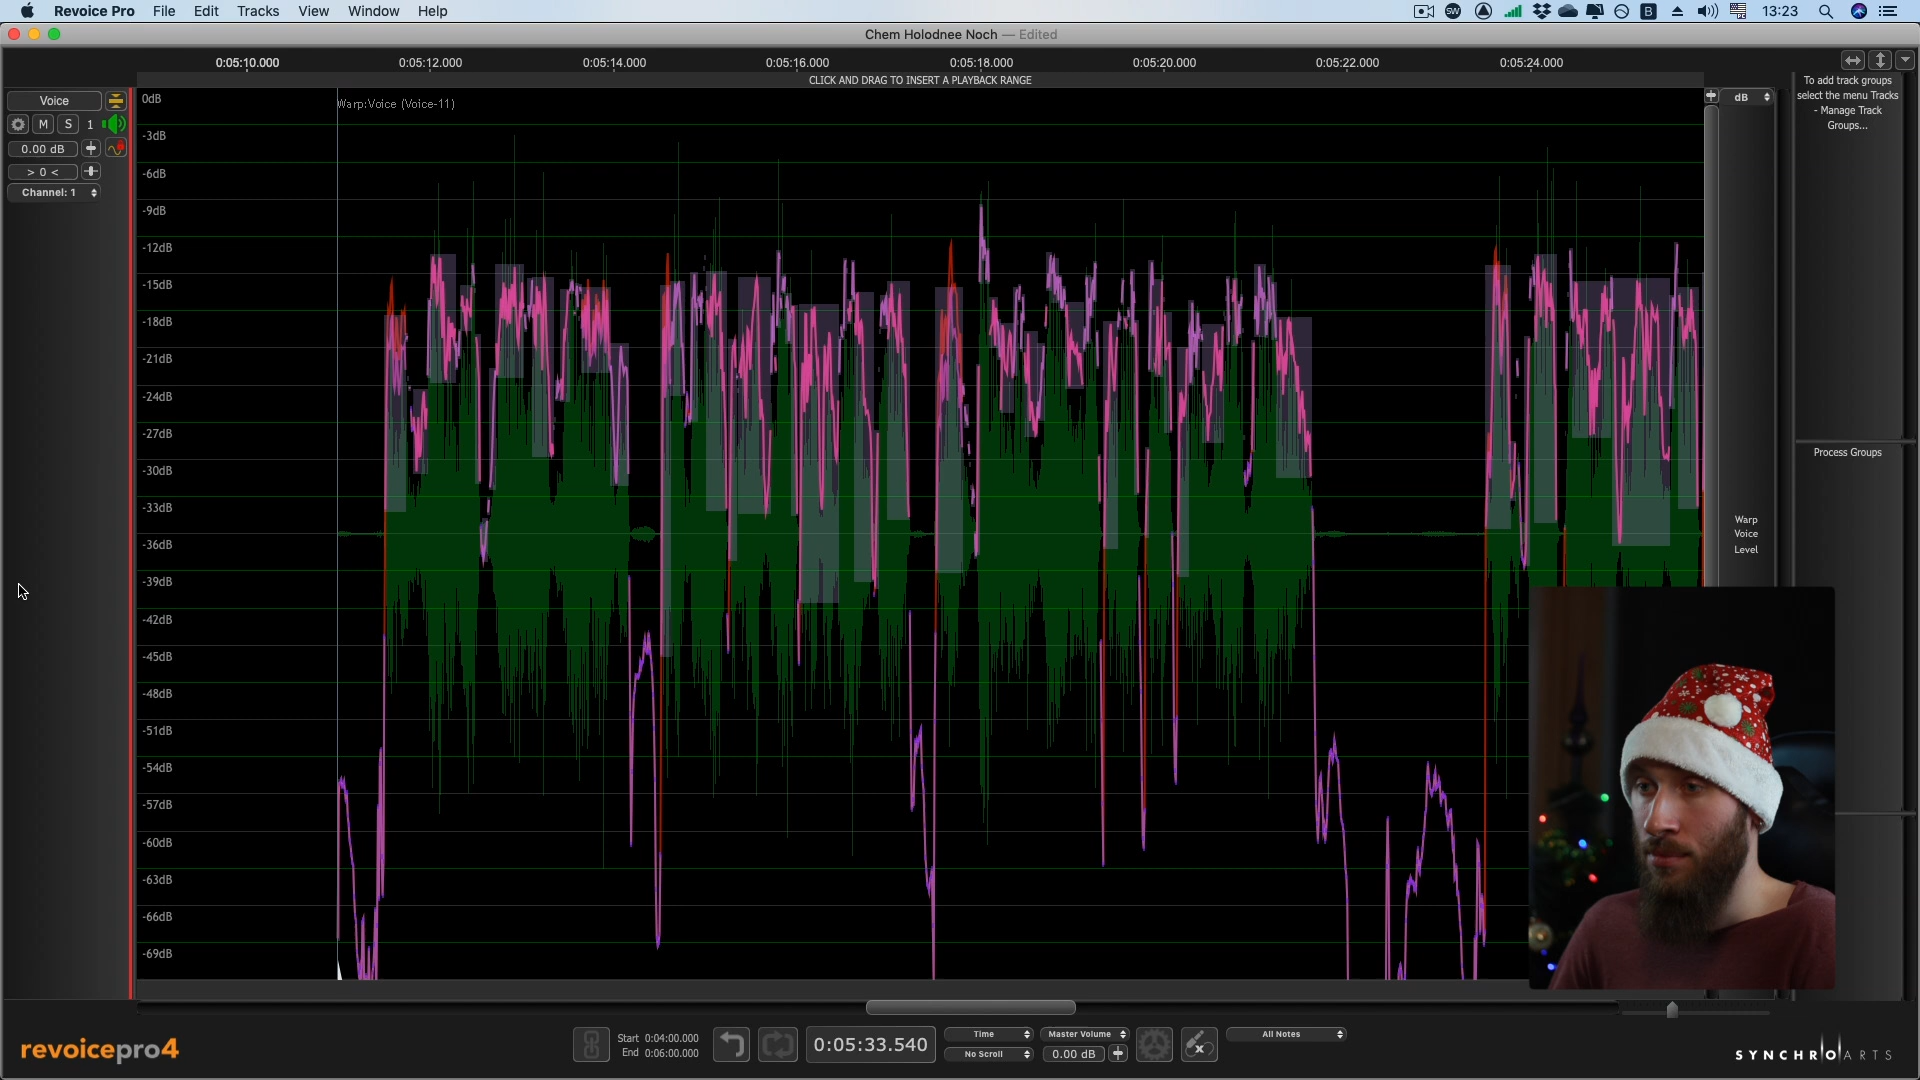 Revoice Pro File Edit Tracks View Window Help 13:23
Chem Holodnee Noch — Edited
0:05:10.000 0:05:12.000 0:05:14.000 0:05:16.000 0:05:18.000 0:05:20.000 0:05:22.000 0:05:24.000
CLICK AND DRAG TO INSERT A PLAYBACK RANGE
To add track groups
select the menu Tracks
- Manage Track
Groups...
Voice
M S 1
0.00 dB
> 0 <
Channel: 1
Warp:Voice (Voice-11)
dB
0dB
-3dB
-6dB
-9dB
-12dB
-15dB
-18dB
-21dB
-24dB
-27dB
-30dB
-33dB
-36dB
-39dB
-42dB
-45dB
-48dB
-51dB
-54dB
-57dB
-60dB
-63dB
-66dB
-69dB
Process Groups
Warp
Voice
Level
revoicepro4
Start 0:04:00.000
End 0:06:00.000
0:05:33.540
Time
No Scroll
Master Volume
0.00 dB
All Notes
SYNCHROARTS